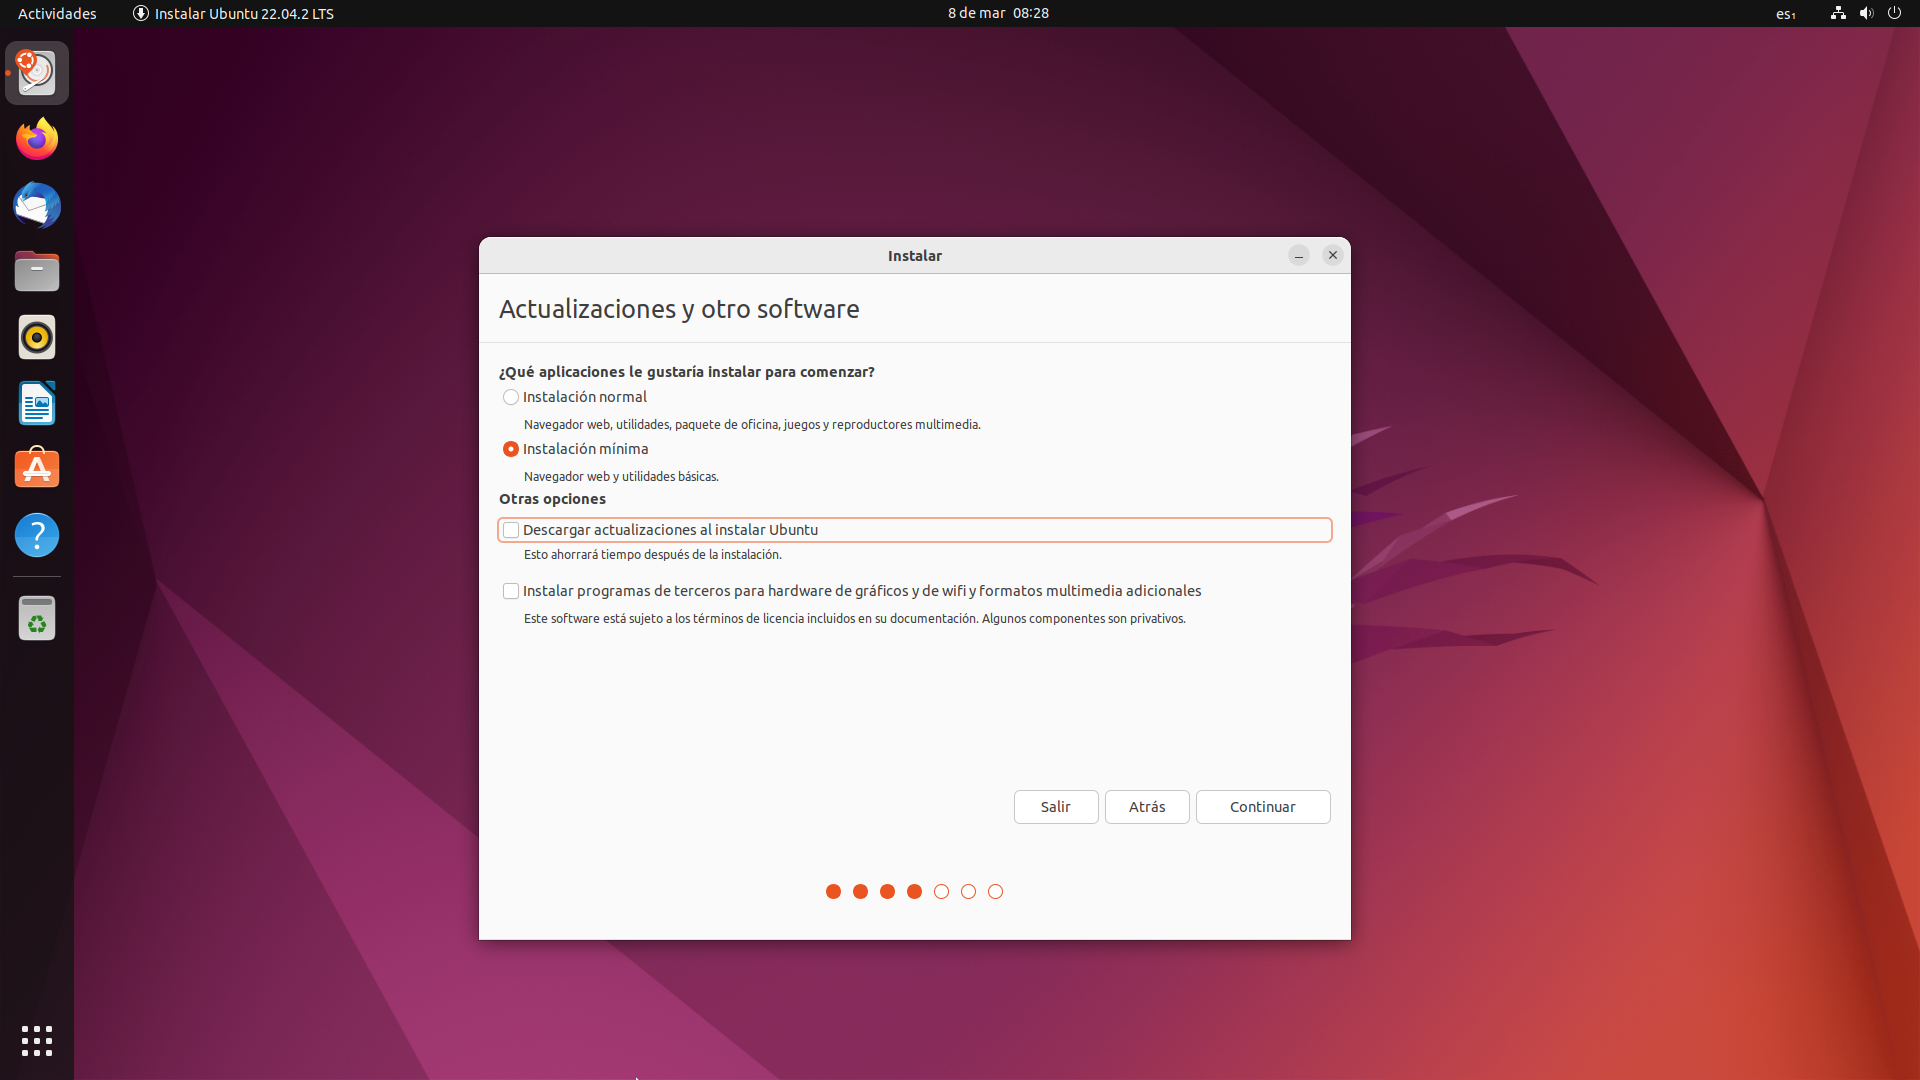 Actividades
Instalar Ubuntu 22.04.2 LTS
8 de mar 08:28
es₁
Instalar
Actualizaciones y otro software
¿Qué aplicaciones le gustaría instalar para comenzar?
Instalación normal
Navegador web, utilidades, paquete de oficina, juegos y reproductores multimedia.
Instalación mínima
Navegador web y utilidades básicas.
Otras opciones
Descargar actualizaciones al instalar Ubuntu
Esto ahorrará tiempo después de la instalación.
Instalar programas de terceros para hardware de gráficos y de wifi y formatos multimedia adicionales
Este software está sujeto a los términos de licencia incluidos en su documentación. Algunos componentes son privativos.
Salir
Atrás
Continuar